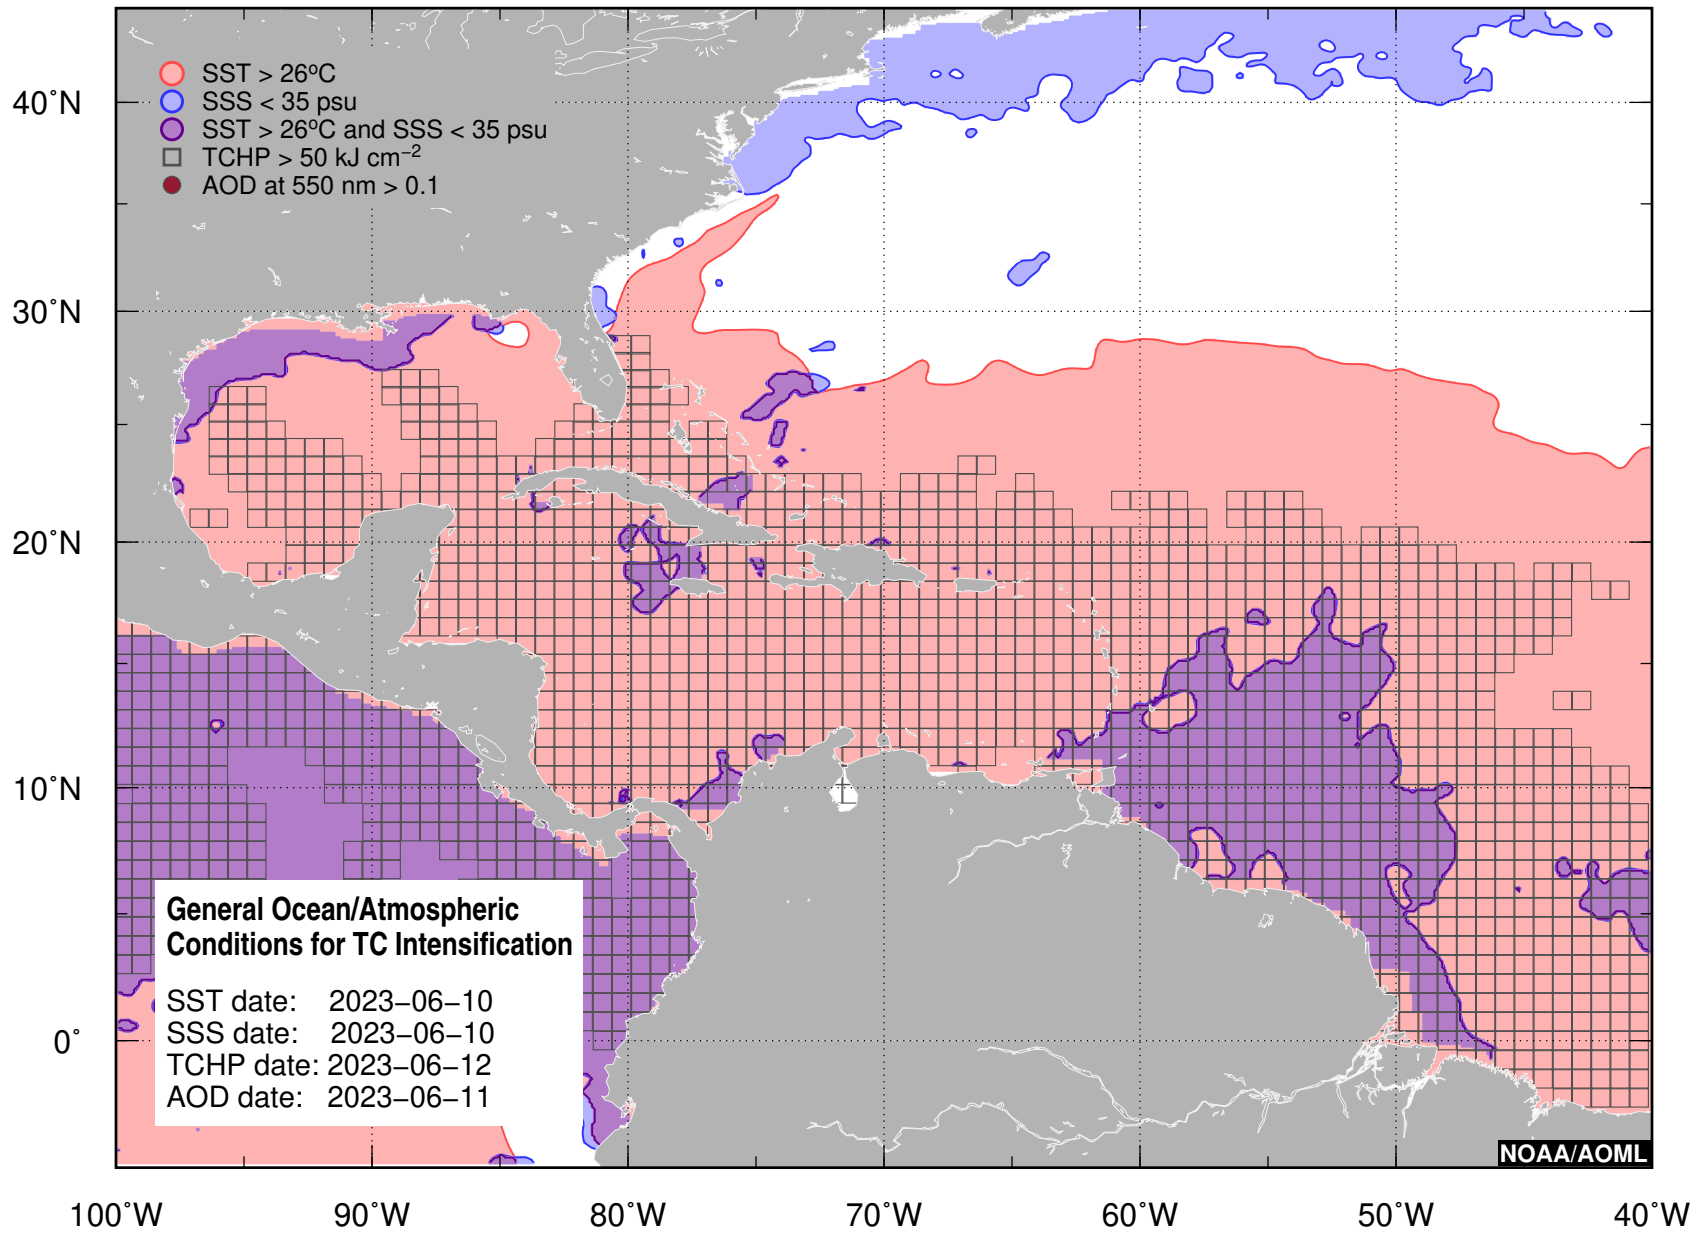 SST > 26°C
SSS < 35 psu
SST > 26°C and SSS < 35 psu
TCHP > 50 kJ cm⁻²
AOD at 550 nm > 0.1
40°N
30°N
20°N
10°N
0°
General Ocean/Atmospheric
Conditions for TC Intensification
SST date: 2023−06−10
SSS date: 2023−06−10
TCHP date: 2023−06−12
AOD date: 2023−06−11
NOAA/AOML
100°W 90°W 80°W 70°W 60°W 50°W 40°W